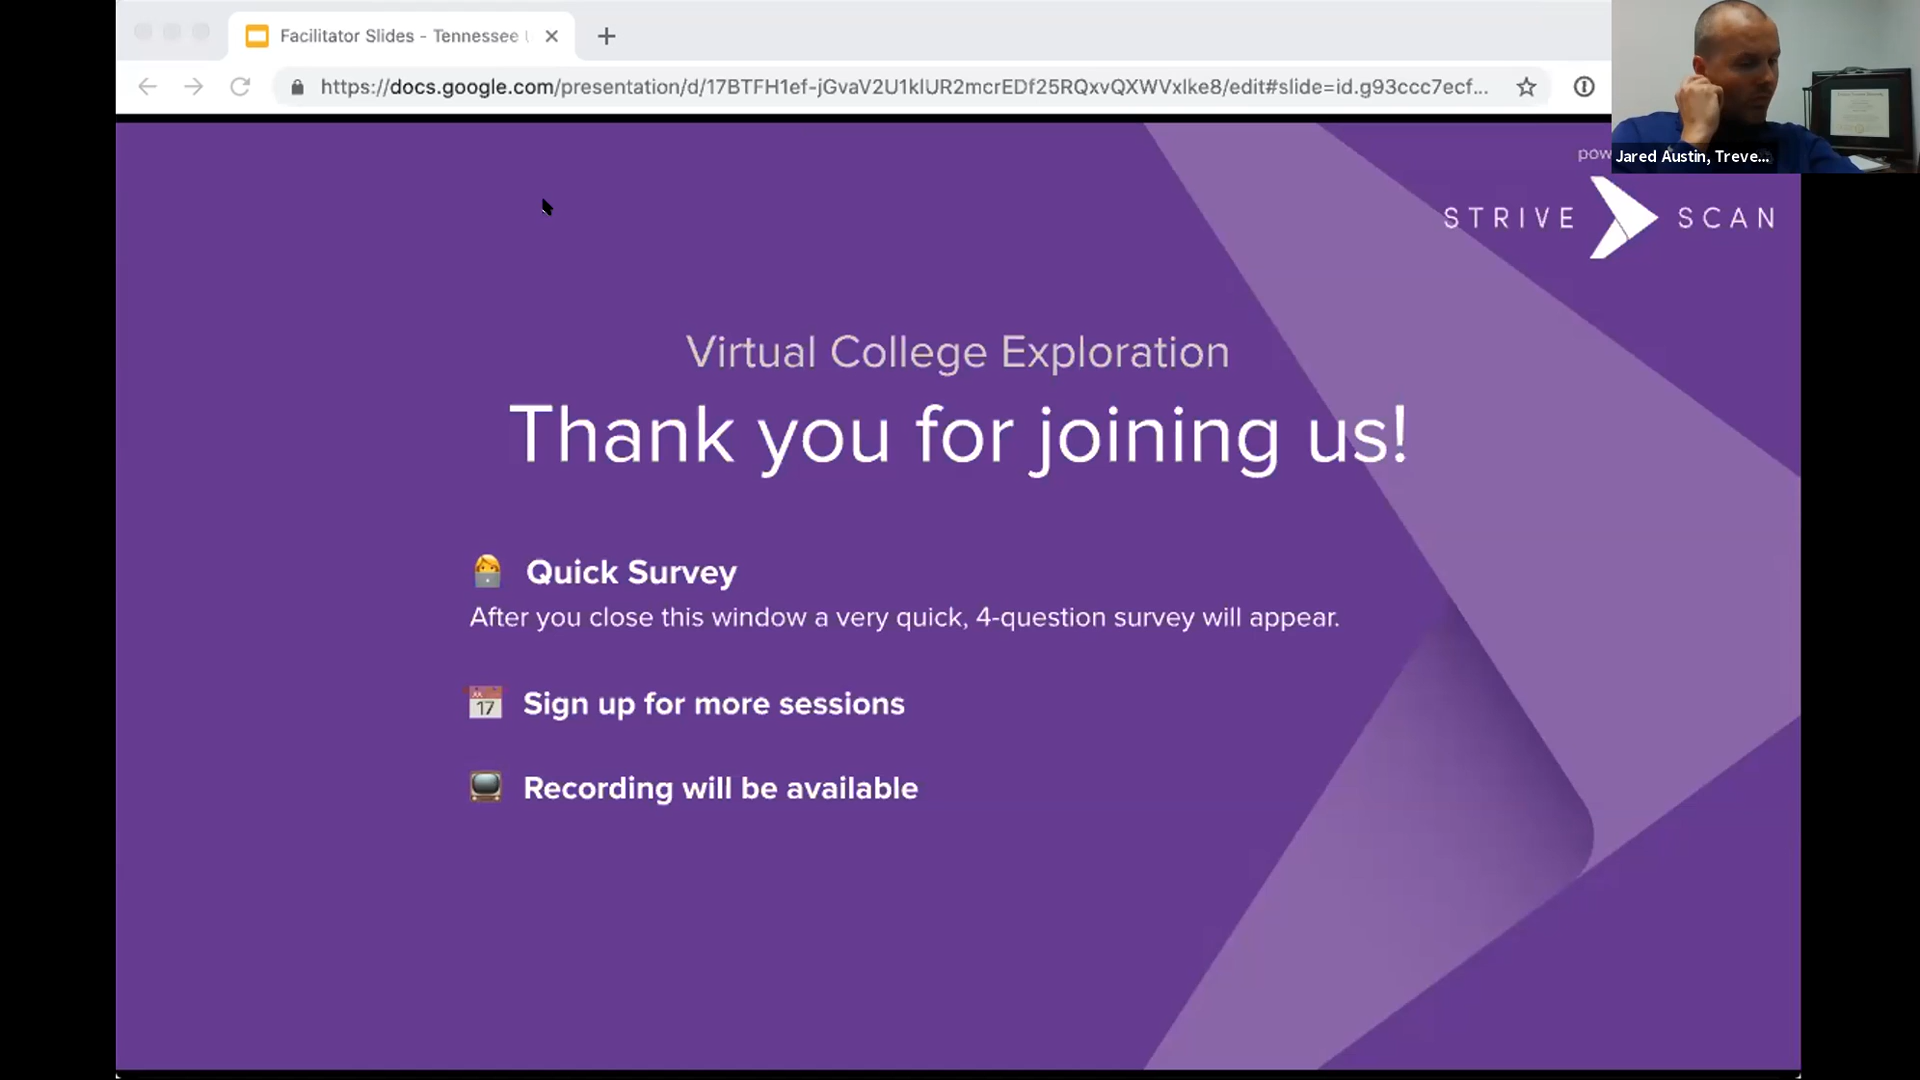 Facilitator Slides - Tennessee
https://docs.google.com/presentation/d/17BTFH1ef-jGvaV2U1klUR2mcrEDf25RQxvQXWVxlke8/edit#slide=id.g93ccc7ecf...
Jared Austin, Treve...
STRIVE SCAN
Virtual College Exploration
Thank you for joining us!
Quick Survey
After you close this window a very quick, 4-question survey will appear.
17
Sign up for more sessions
Recording will be available